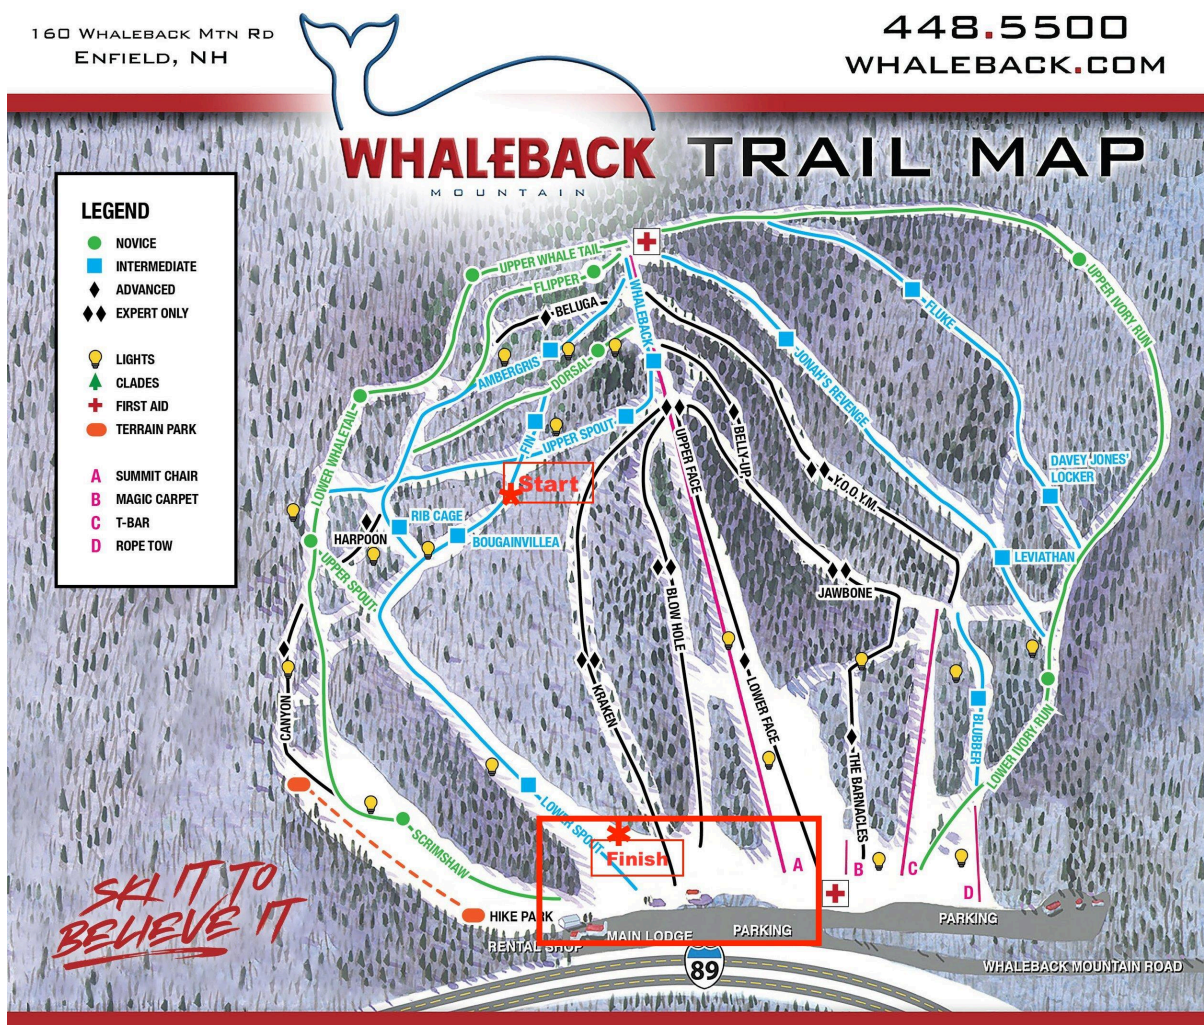 160 WHALEBACK MTN RD
ENFIELD, NH
448.5500
WHALEBACK.COM
WHALEBACK
MOUNTAIN
TRAIL MAP
LEGEND
NOVICE
INTERMEDIATE
ADVANCED
EXPERT ONLY
LIGHTS
CLADES
FIRST AID
TERRAIN PARK
A SUMMIT CHAIR
B MAGIC CARPET
C T-BAR
D ROPE TOW
UPPER WHALE TAIL
FLIPPER
BELUGA
WHALEBACK
AMBERGRIS
DORSAL
FIN
UPPER SPOUT
LOWER WHALETAIL
Start
RIB CAGE
HARPOON
BOUGAINVILLEA
UPPER SPOUT
UPPER FACE
BELLY-UP
Y.O.O.Y.M.
JONAH'S REVENGE
FLUKE
UPPER IVORY RUN
DAVEY JONES'
LOCKER
LEVIATHAN
JAWBONE
BLOW HOLE
KRAKEN
LOWER FACE
THE BARNACLES
BLUBBER
LOWER IVORY RUN
CANYON
LOWER SPOUT
SCRIMSHAW
Finish
A
B
C
D
SKI IT TO
BELIEVE IT
HIKE PARK
RENTAL SHOP
MAIN LODGE
PARKING
PARKING
89
WHALEBACK MOUNTAIN ROAD